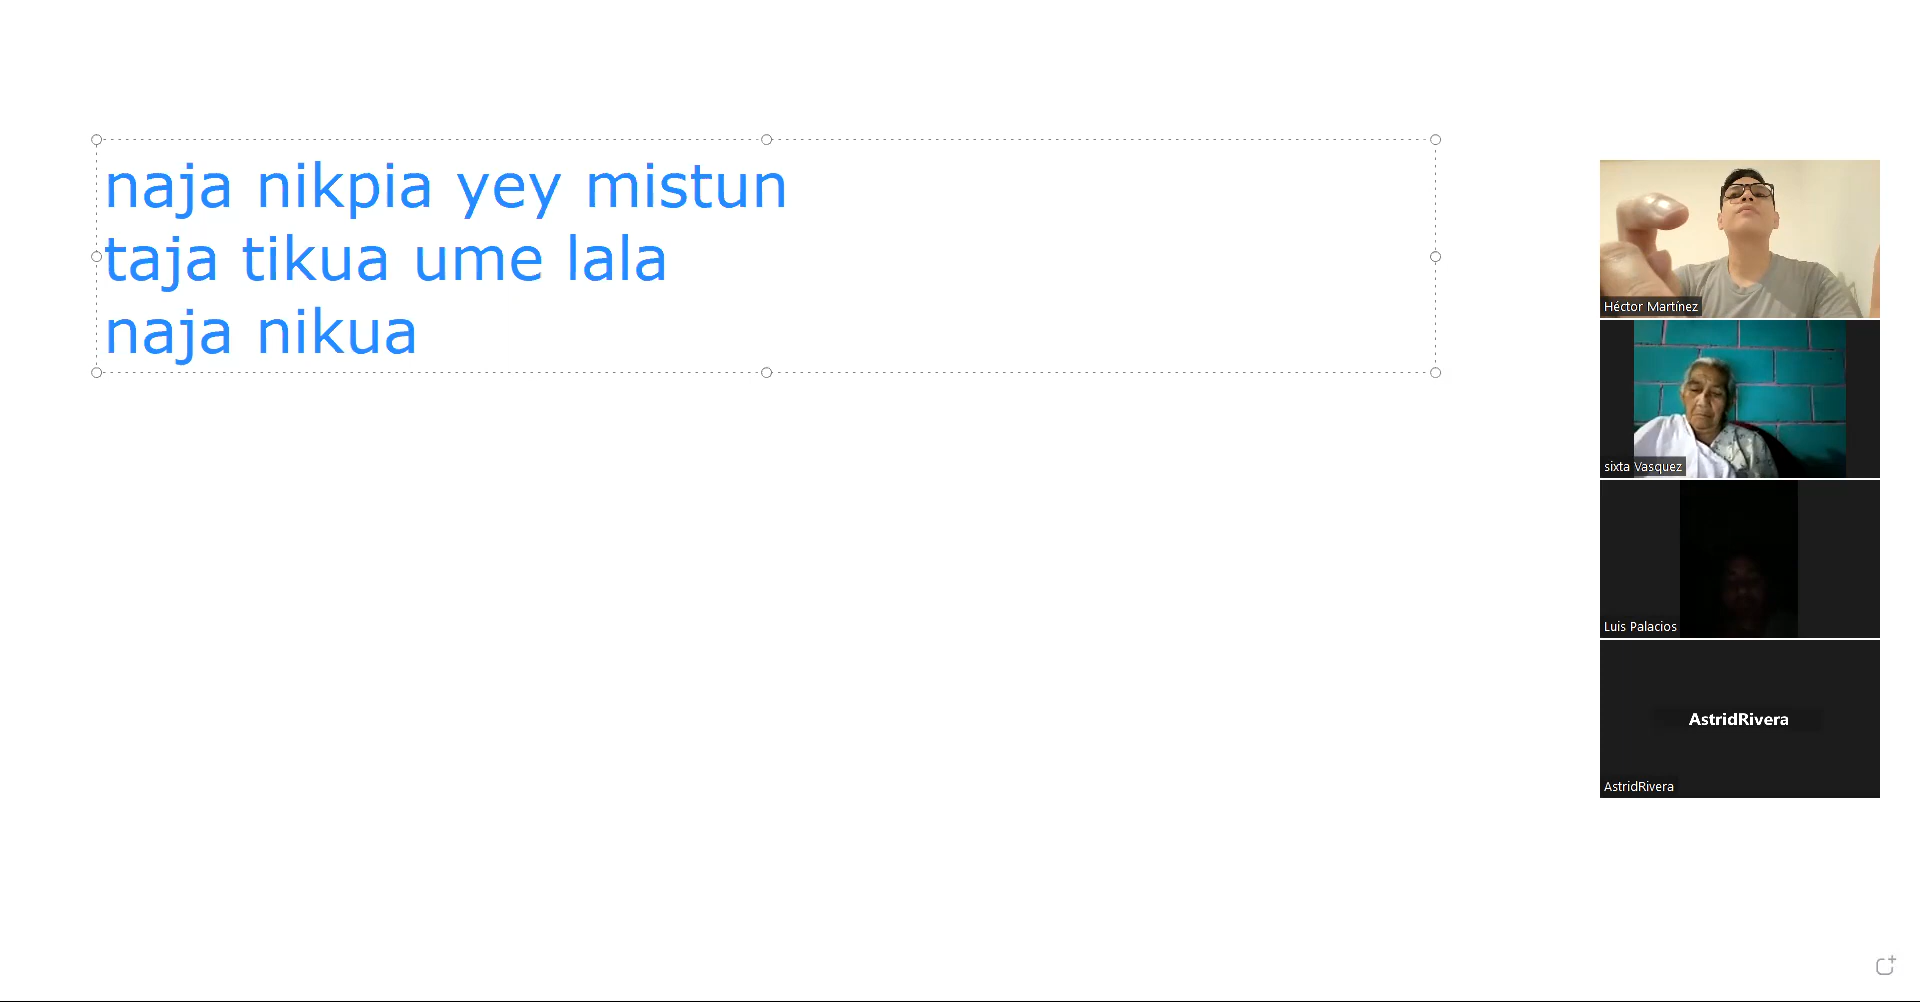 naja nikpia yey mistun
taja tikua ume lala
naja nikua
Héctor Martínez
sixta Vasquez
Luis Palacios
AstridRivera
AstridRivera